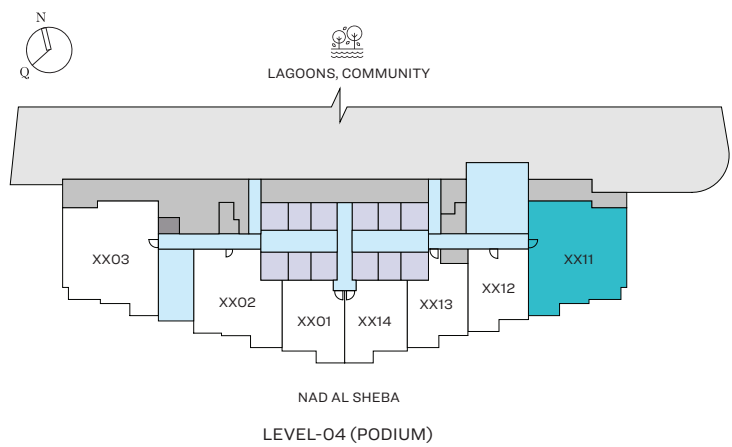 N
Q
LAGOONS, COMMUNITY
XX03
XX11
XX02
XX01
XX14
XX13
XX12
NAD AL SHEBA
LEVEL-04 (PODIUM)